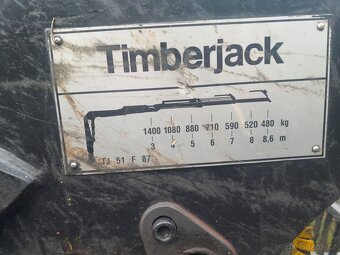 Timberjack
1400 1080 880 710 590 520 480 kg
3 4 5 6 7 8 8,6 m
TJ 51 F 87